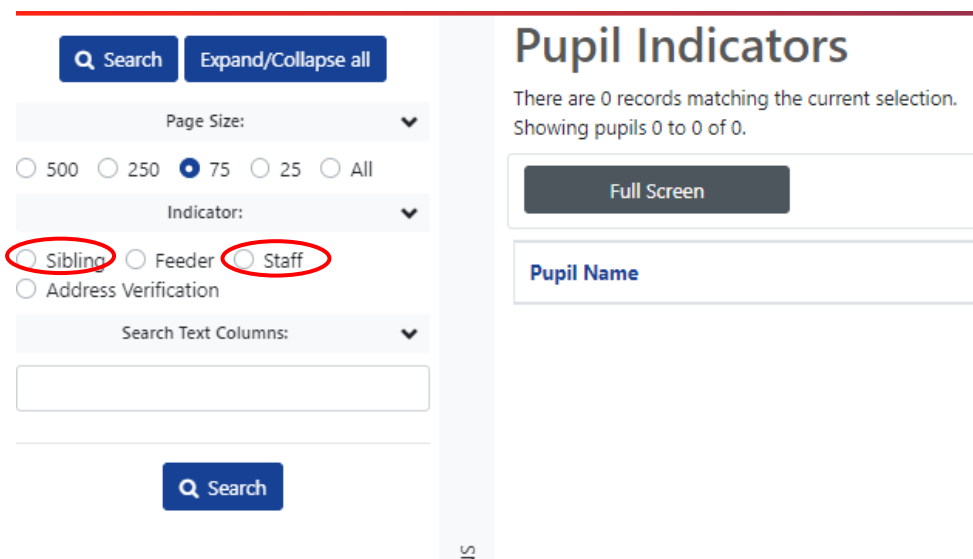 Search
Expand/Collapse all
Page Size:
500 250 75 25 All
Indicator:
Sibling Feeder Staff
Address Verification
Search Text Columns:
Search
Pupil Indicators
There are 0 records matching the current selection.
Showing pupils 0 to 0 of 0.
Full Screen
Pupil Name